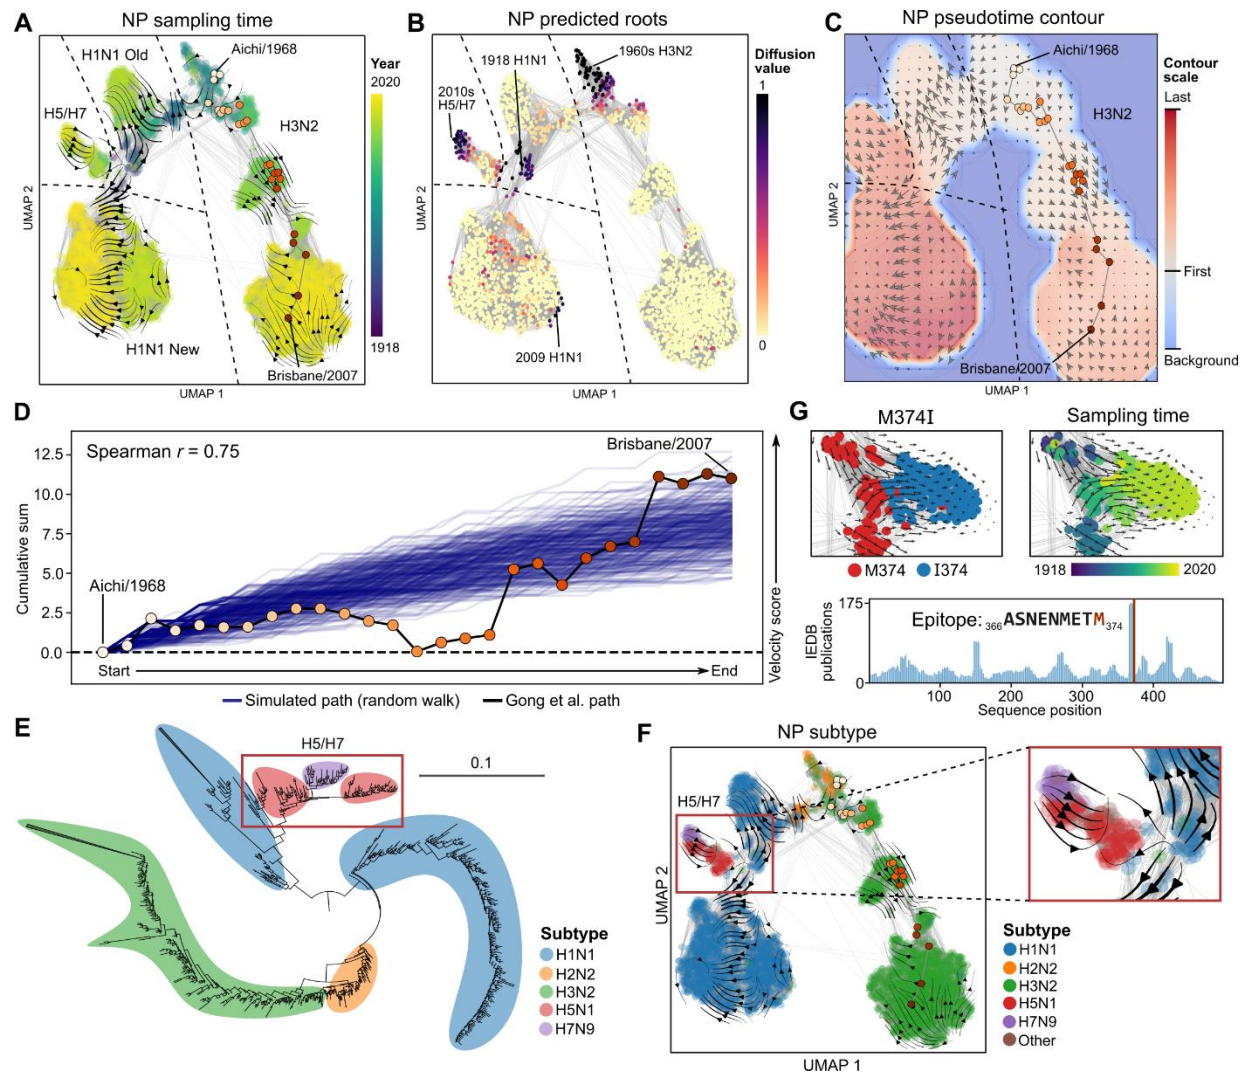 A
NP sampling time
H1N1 Old
Aichi/1968
H5/H7
H3N2
H1N1 New
Brisbane/2007
UMAP 2
UMAP 1
Year
2020
1918
B
NP predicted roots
1918 H1N1
1960s H3N2
2010s
H5/H7
2009 H1N1
UMAP 2
UMAP 1
Diffusion
value
1
0
C
NP pseudotime contour
Aichi/1968
H3N2
Brisbane/2007
UMAP 2
UMAP 1
Contour
scale
Last
First
Background
D
Spearman r = 0.75
Brisbane/2007
Aichi/1968
Cumulative sum
12.5
10.0
7.5
5.0
2.5
0.0
Start
End
Velocity score
Simulated path (random walk)
Gong et al. path
G
M374I
Sampling time
M374
I374
1918
2020
IEDB
publications
175
0
Epitope: 366ASNENMETM374
100
200
300
400
Sequence position
E
H5/H7
0.1
Subtype
H1N1
H2N2
H3N2
H5N1
H7N9
F
NP subtype
H5/H7
UMAP 2
UMAP 1
Subtype
H1N1
H2N2
H3N2
H5N1
H7N9
Other